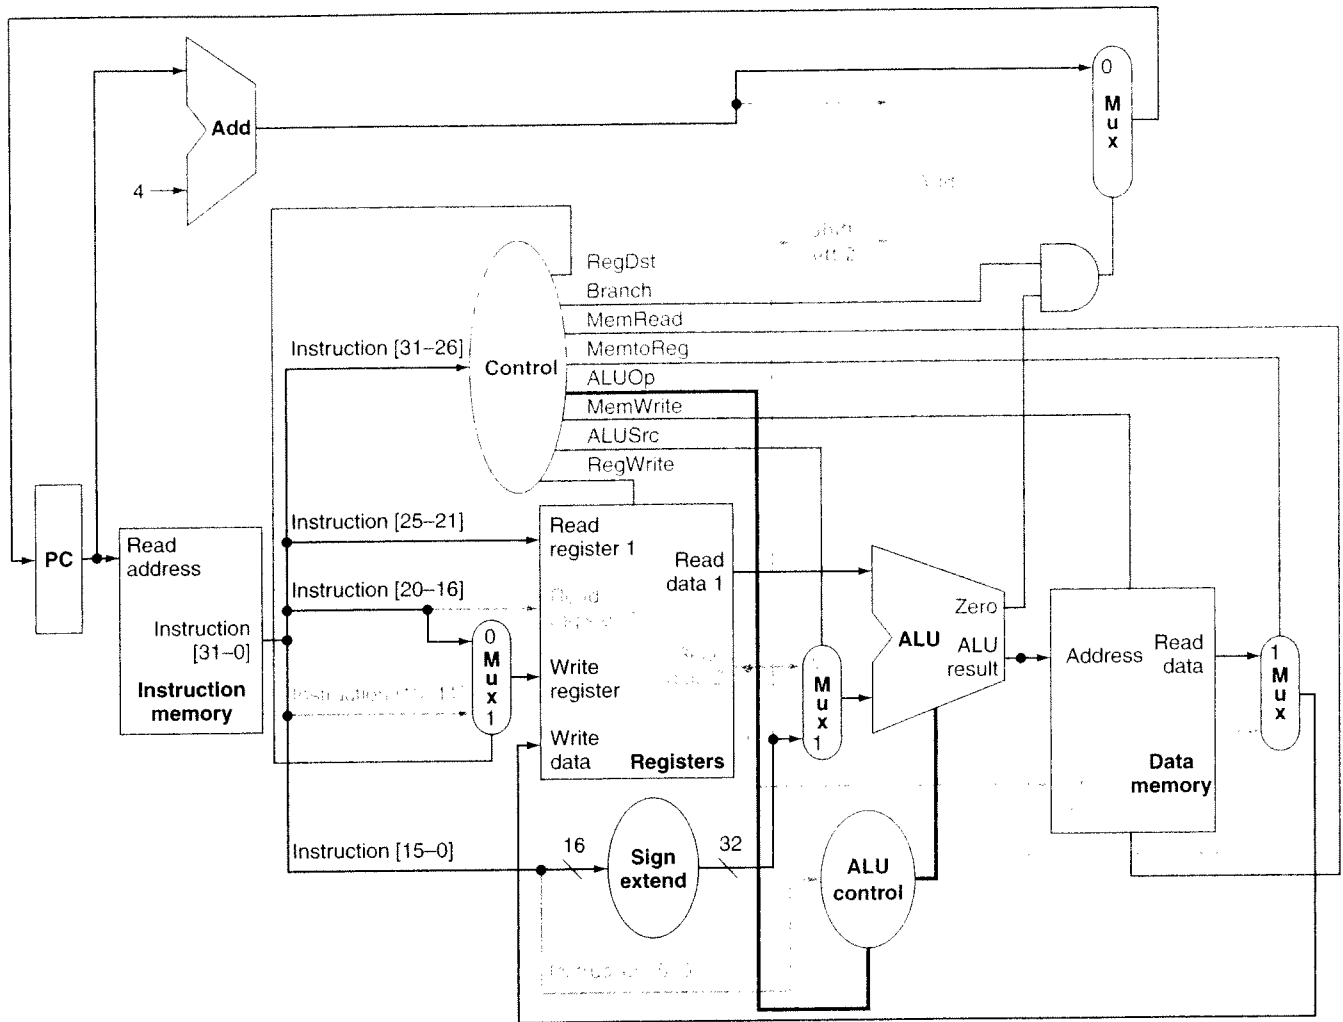 0
M
u
x
Add
4
RegDst
Branch
MemRead
MemtoReg
ALUOp
MemWrite
ALUSrc
RegWrite
Instruction [31–26]
Control
PC
Read
address
Instruction
[31–0]
Instruction
memory
Instruction [25–21]
Instruction [20–16]
Instruction [15–0]
0
M
u
x
1
Read
register 1
Read
data 1
Write
register
Write
data
Registers
M
u
x
1
Zero
ALU
ALU
result
Address
Read
data
Data
memory
1
M
u
x
16
Sign
extend
32
ALU
control